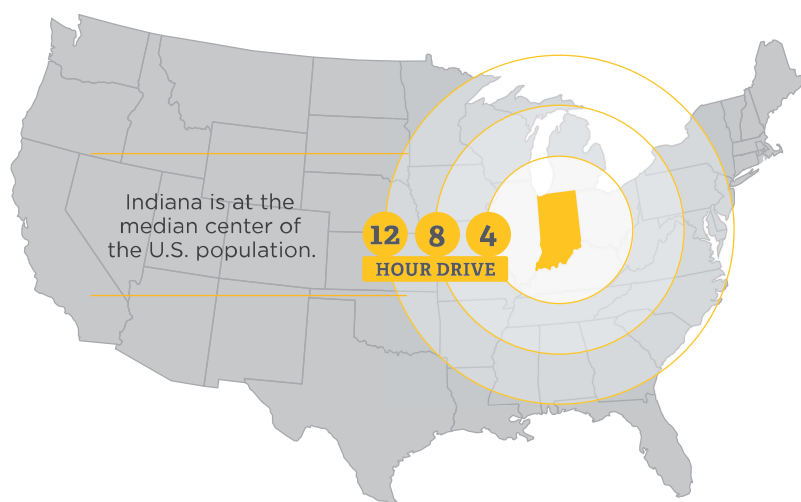 Indiana is at the
median center of
the U.S. population.
12 8 4
HOUR DRIVE